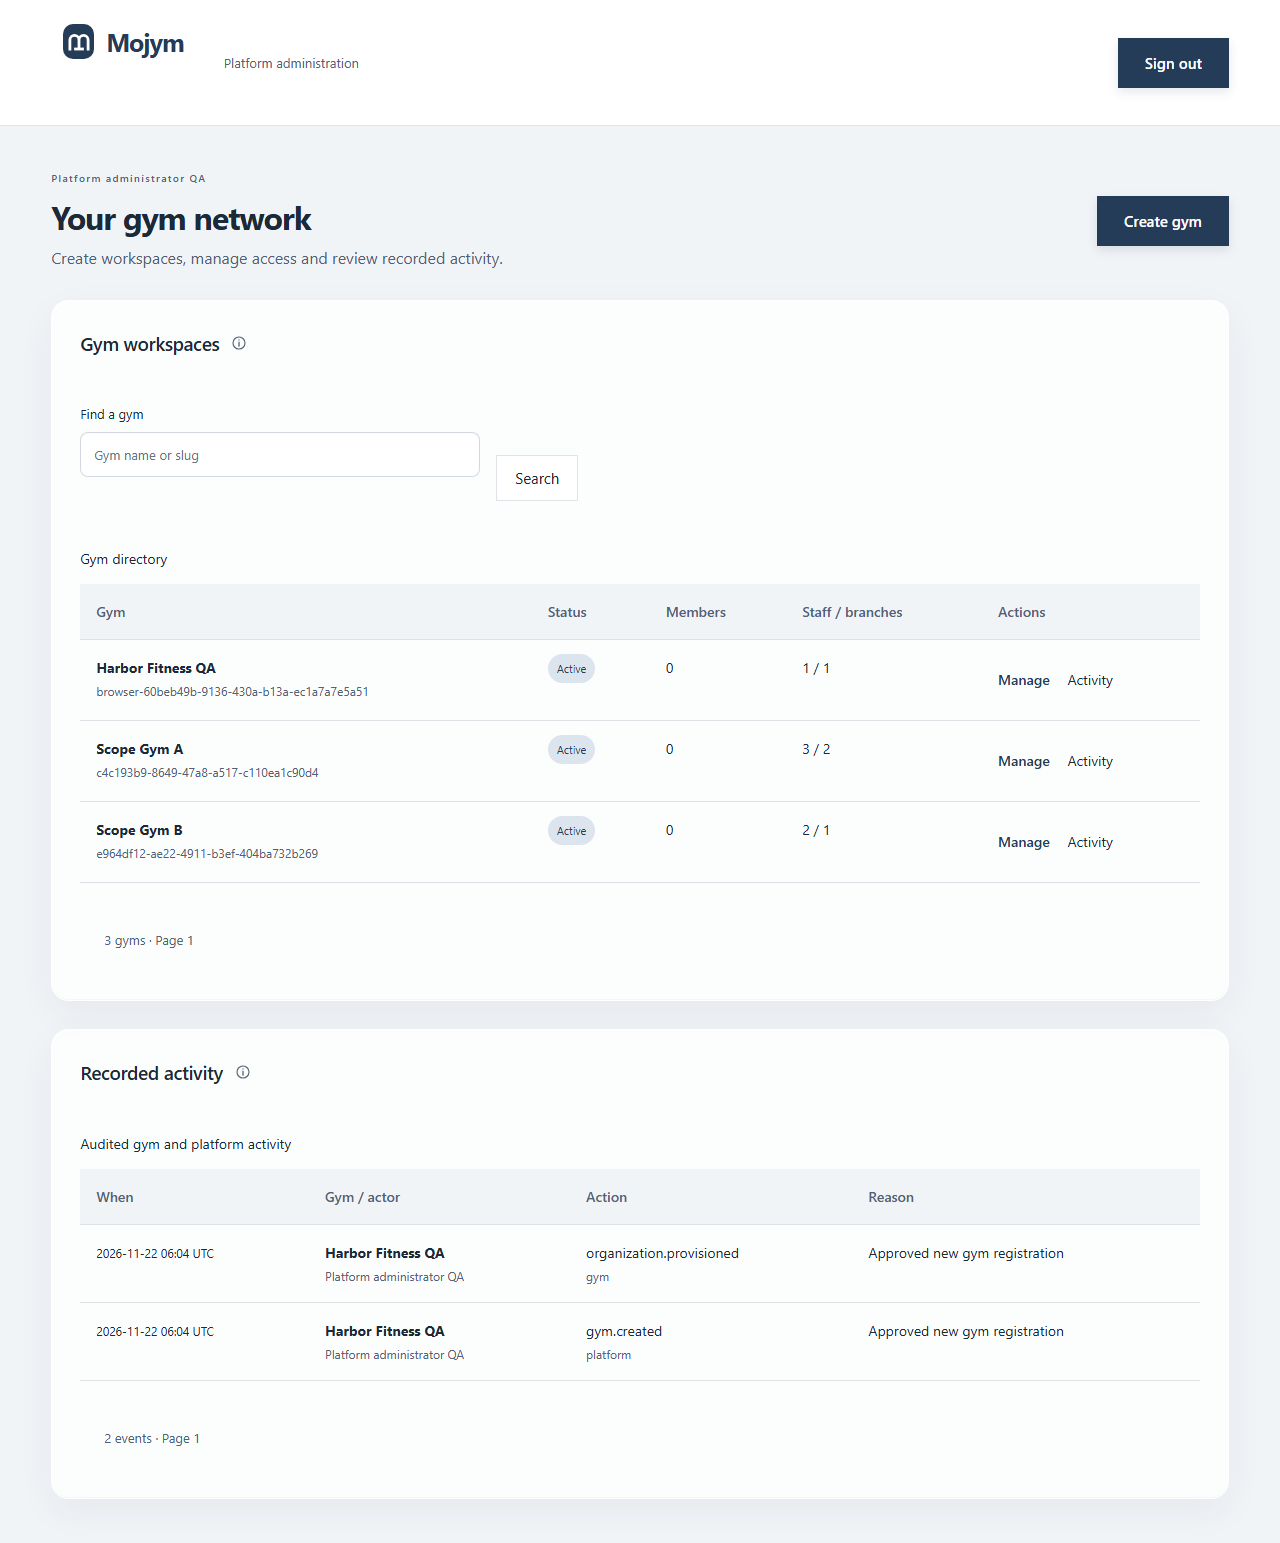 Mojym
Platform administration
Sign out
Platform administrator QA
Your gym network
Create workspaces, manage access and review recorded activity.
Create gym
Gym workspaces
Find a gym
Gym name or slug
Search
Gym directory
Gym Status Members Staff / branches Actions
Harbor Fitness QA Active 0 1 / 1 Manage Activity
browser-60beb49b-9136-430a-b13a-ec1a7a7e5a51
Scope Gym A Active 0 3 / 2 Manage Activity
c4c193b9-8649-47a8-a517-c110ea1c90d4
Scope Gym B Active 0 2 / 1 Manage Activity
e964df12-ae22-4911-b3ef-404ba732b269
3 gyms · Page 1
Recorded activity
Audited gym and platform activity
When Gym / actor Action Reason
2026-11-22 06:04 UTC Harbor Fitness QA organization.provisioned Approved new gym registration
Platform administrator QA gym
2026-11-22 06:04 UTC Harbor Fitness QA gym.created Approved new gym registration
Platform administrator QA platform
2 events · Page 1